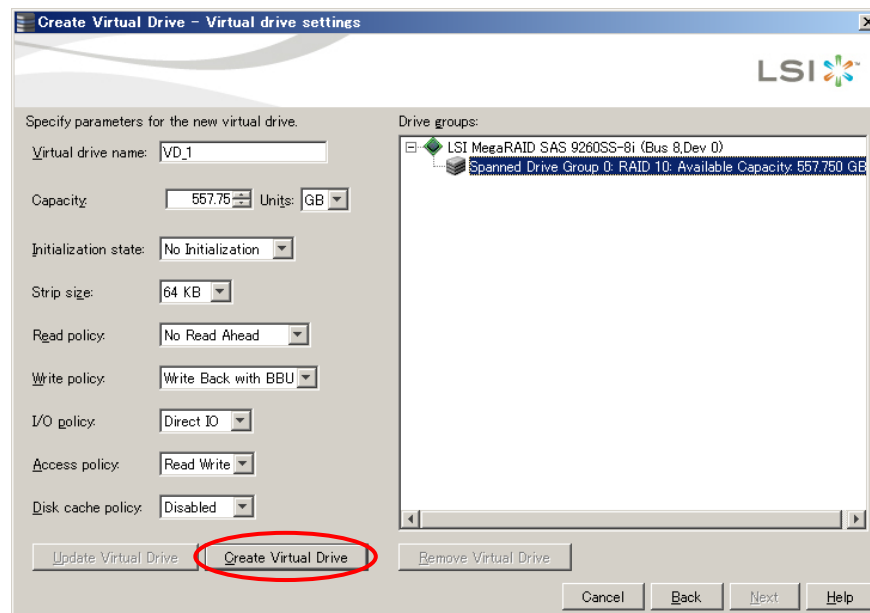 Create Virtual Drive - Virtual drive settings
LSI
Specify parameters for the new virtual drive.
Virtual drive name: VD_1
Capacity: 557.75 Units: GB
Initialization state: No Initialization
Strip size: 64 KB
Read policy: No Read Ahead
Write policy: Write Back with BBU
I/O policy: Direct IO
Access policy: Read Write
Disk cache policy: Disabled
Drive groups:
LSI MegaRAID SAS 9260SS-8i (Bus 8,Dev 0)
Spanned Drive Group 0: RAID 10: Available Capacity: 557.750 GB
Update Virtual Drive
Create Virtual Drive
Remove Virtual Drive
Cancel
Back
Next
Help